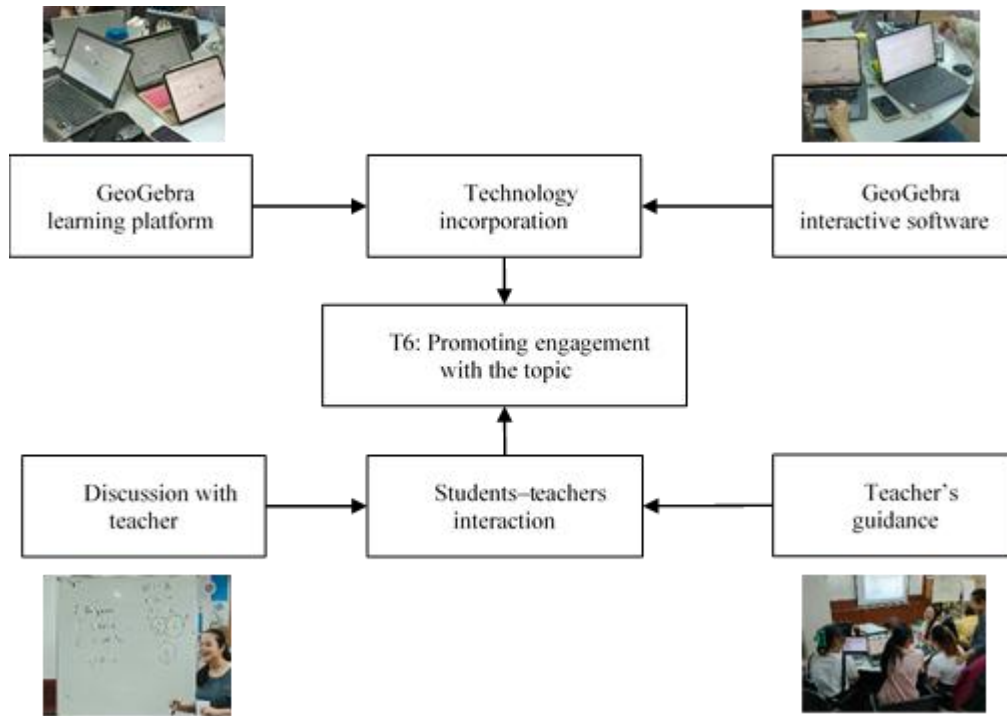 GeoGebra
learning platform
Technology
incorporation
GeoGebra
interactive software
T6: Promoting engagement
with the topic
Discussion with
teacher
Students–teachers
interaction
Teacher’s
guidance